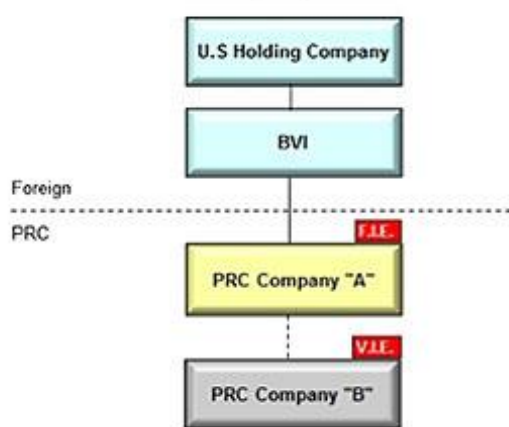 U.S Holding Company
BVI
Foreign
PRC
F.I.E.
PRC Company "A"
V.I.E.
PRC Company "B"